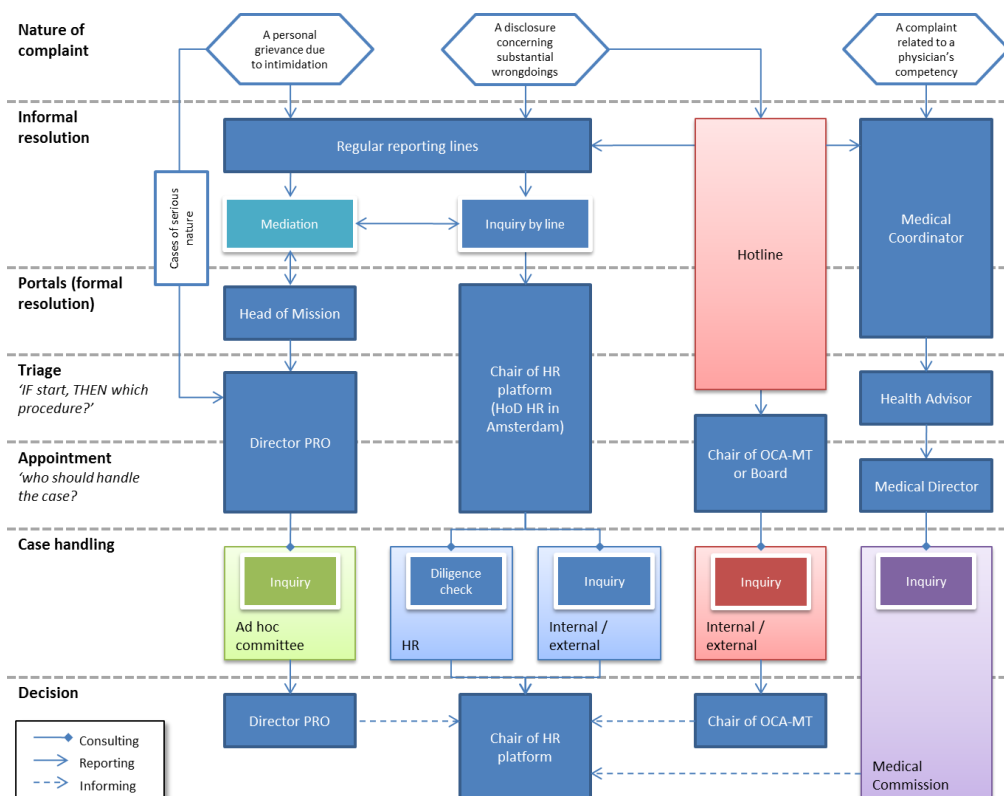 Nature of
complaint
A personal
grievance due
to intimidation
A disclosure
concerning
substantial
wrongdoings
A complaint
related to a
physician's
competency
Informal
resolution
Regular reporting lines
Cases of serious
nature
Mediation
Inquiry by line
Hotline
Medical
Coordinator
Portals (formal
resolution)
Head of Mission
Chair of HR
platform
(HoD HR in
Amsterdam)
Triage
'IF start, THEN which
procedure?'
Director PRO
Health Advisor
Appointment
'who should handle
the case?
Chair of OCA-MT
or Board
Medical Director
Case handling
Inquiry
Ad hoc
committee
Diligence
check
HR
Inquiry
Internal /
external
Inquiry
Internal /
external
Inquiry
Decision
Director PRO
Chair of HR
platform
Chair of OCA-MT
Medical
Commission
Consulting
Reporting
Informing